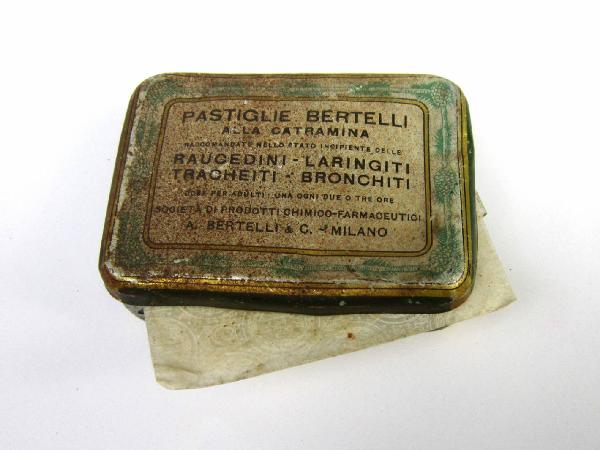 PASTIGLIE BERTELLI
ALLA CATRAMINA
RACCOMANDATE NELLO STATO INCIPIENTE DELLE
RAUCEDINI - LARINGITI
TRACHEITI - BRONCHITI
DOSE PER ADULTI: UNA OGNI DUE O TRE ORE
SOCIETÀ DI PRODOTTI CHIMICO-FARMACEUTICI
A. BERTELLI & C. - MILANO